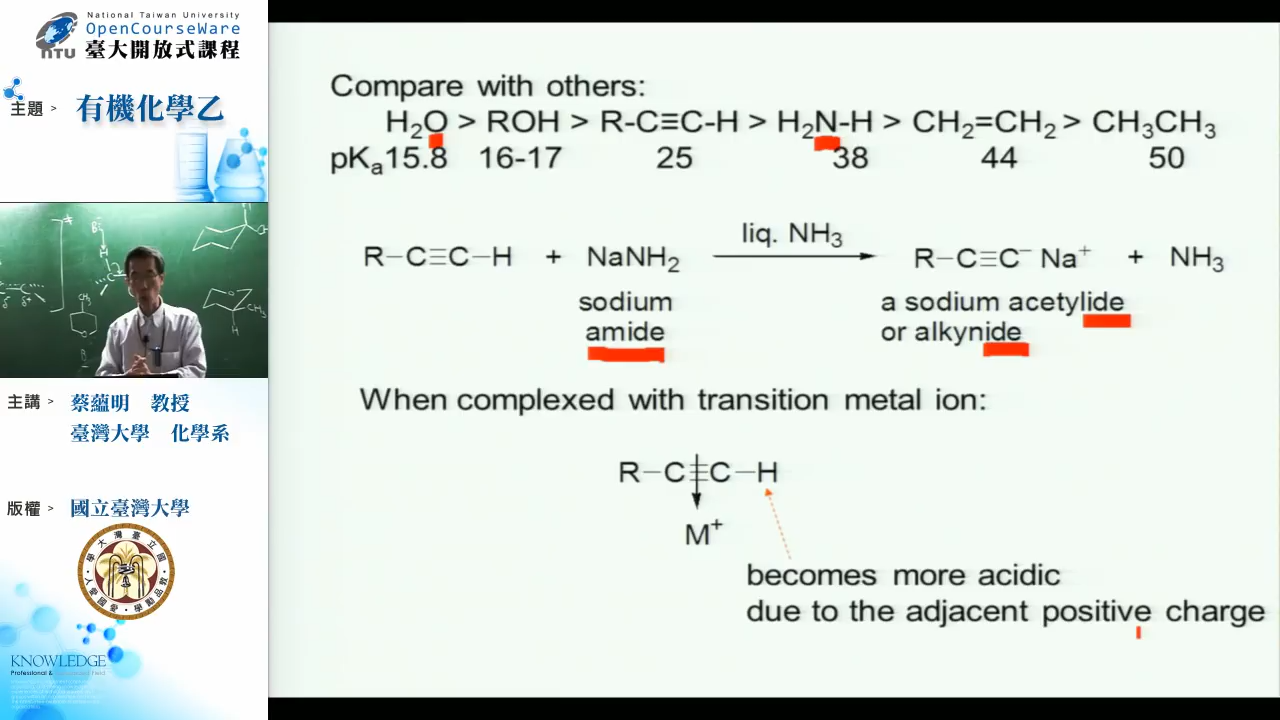 National Taiwan University
OpenCourseWare
NTU 臺大開放式課程
主題 > 有機化學乙
主講 > 蔡蘊明 教授
臺灣大學 化學系
版權 > 國立臺灣大學
KNOWLEDGE
Compare with others:
H₂O > ROH > R-C≡C-H > H₂N-H > CH₂=CH₂ > CH₃CH₃
pKₐ15.8 16-17 25 38 44 50
R−C≡C−H + NaNH₂ liq. NH₃ R−C≡C⁻ Na⁺ + NH₃
sodium a sodium acetylide
amide or alkynide
When complexed with transition metal ion:
R−C≡C−H
M⁺
becomes more acidic
due to the adjacent positive charge